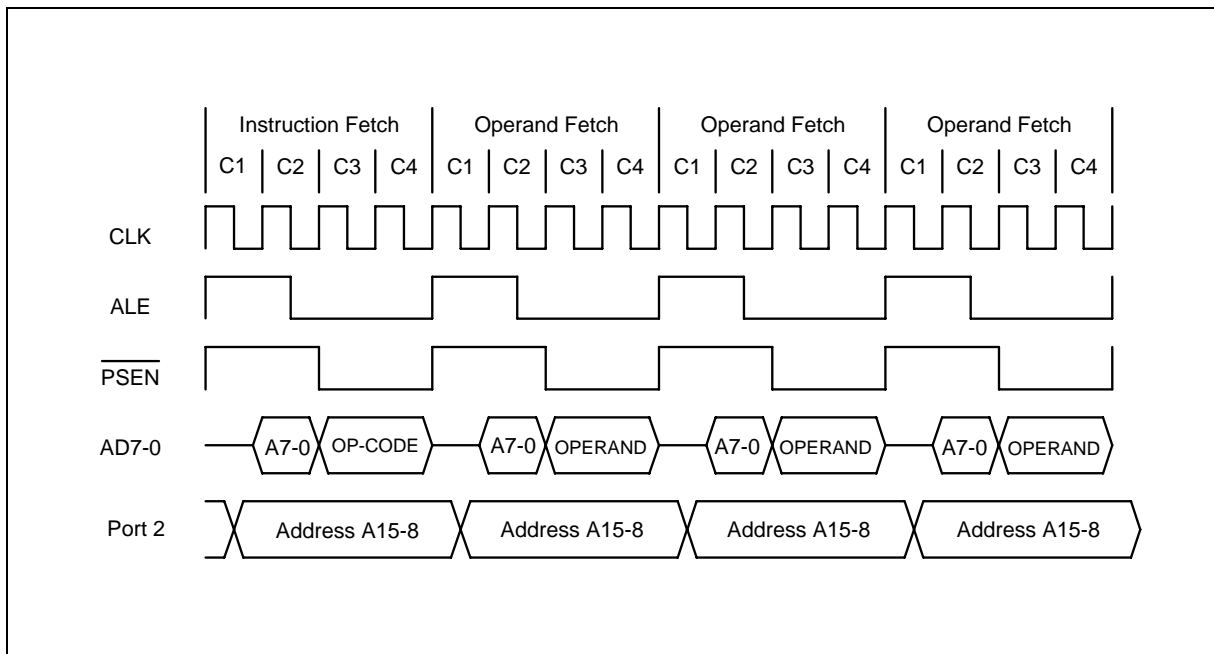 Instruction Fetch Operand Fetch Operand Fetch Operand Fetch
C1 C2 C3 C4 C1 C2 C3 C4 C1 C2 C3 C4 C1 C2 C3 C4
CLK
ALE
PSEN
AD7-0 A7-0 OP-CODE A7-0 OPERAND A7-0 OPERAND A7-0 OPERAND
Port 2 Address A15-8 Address A15-8 Address A15-8 Address A15-8